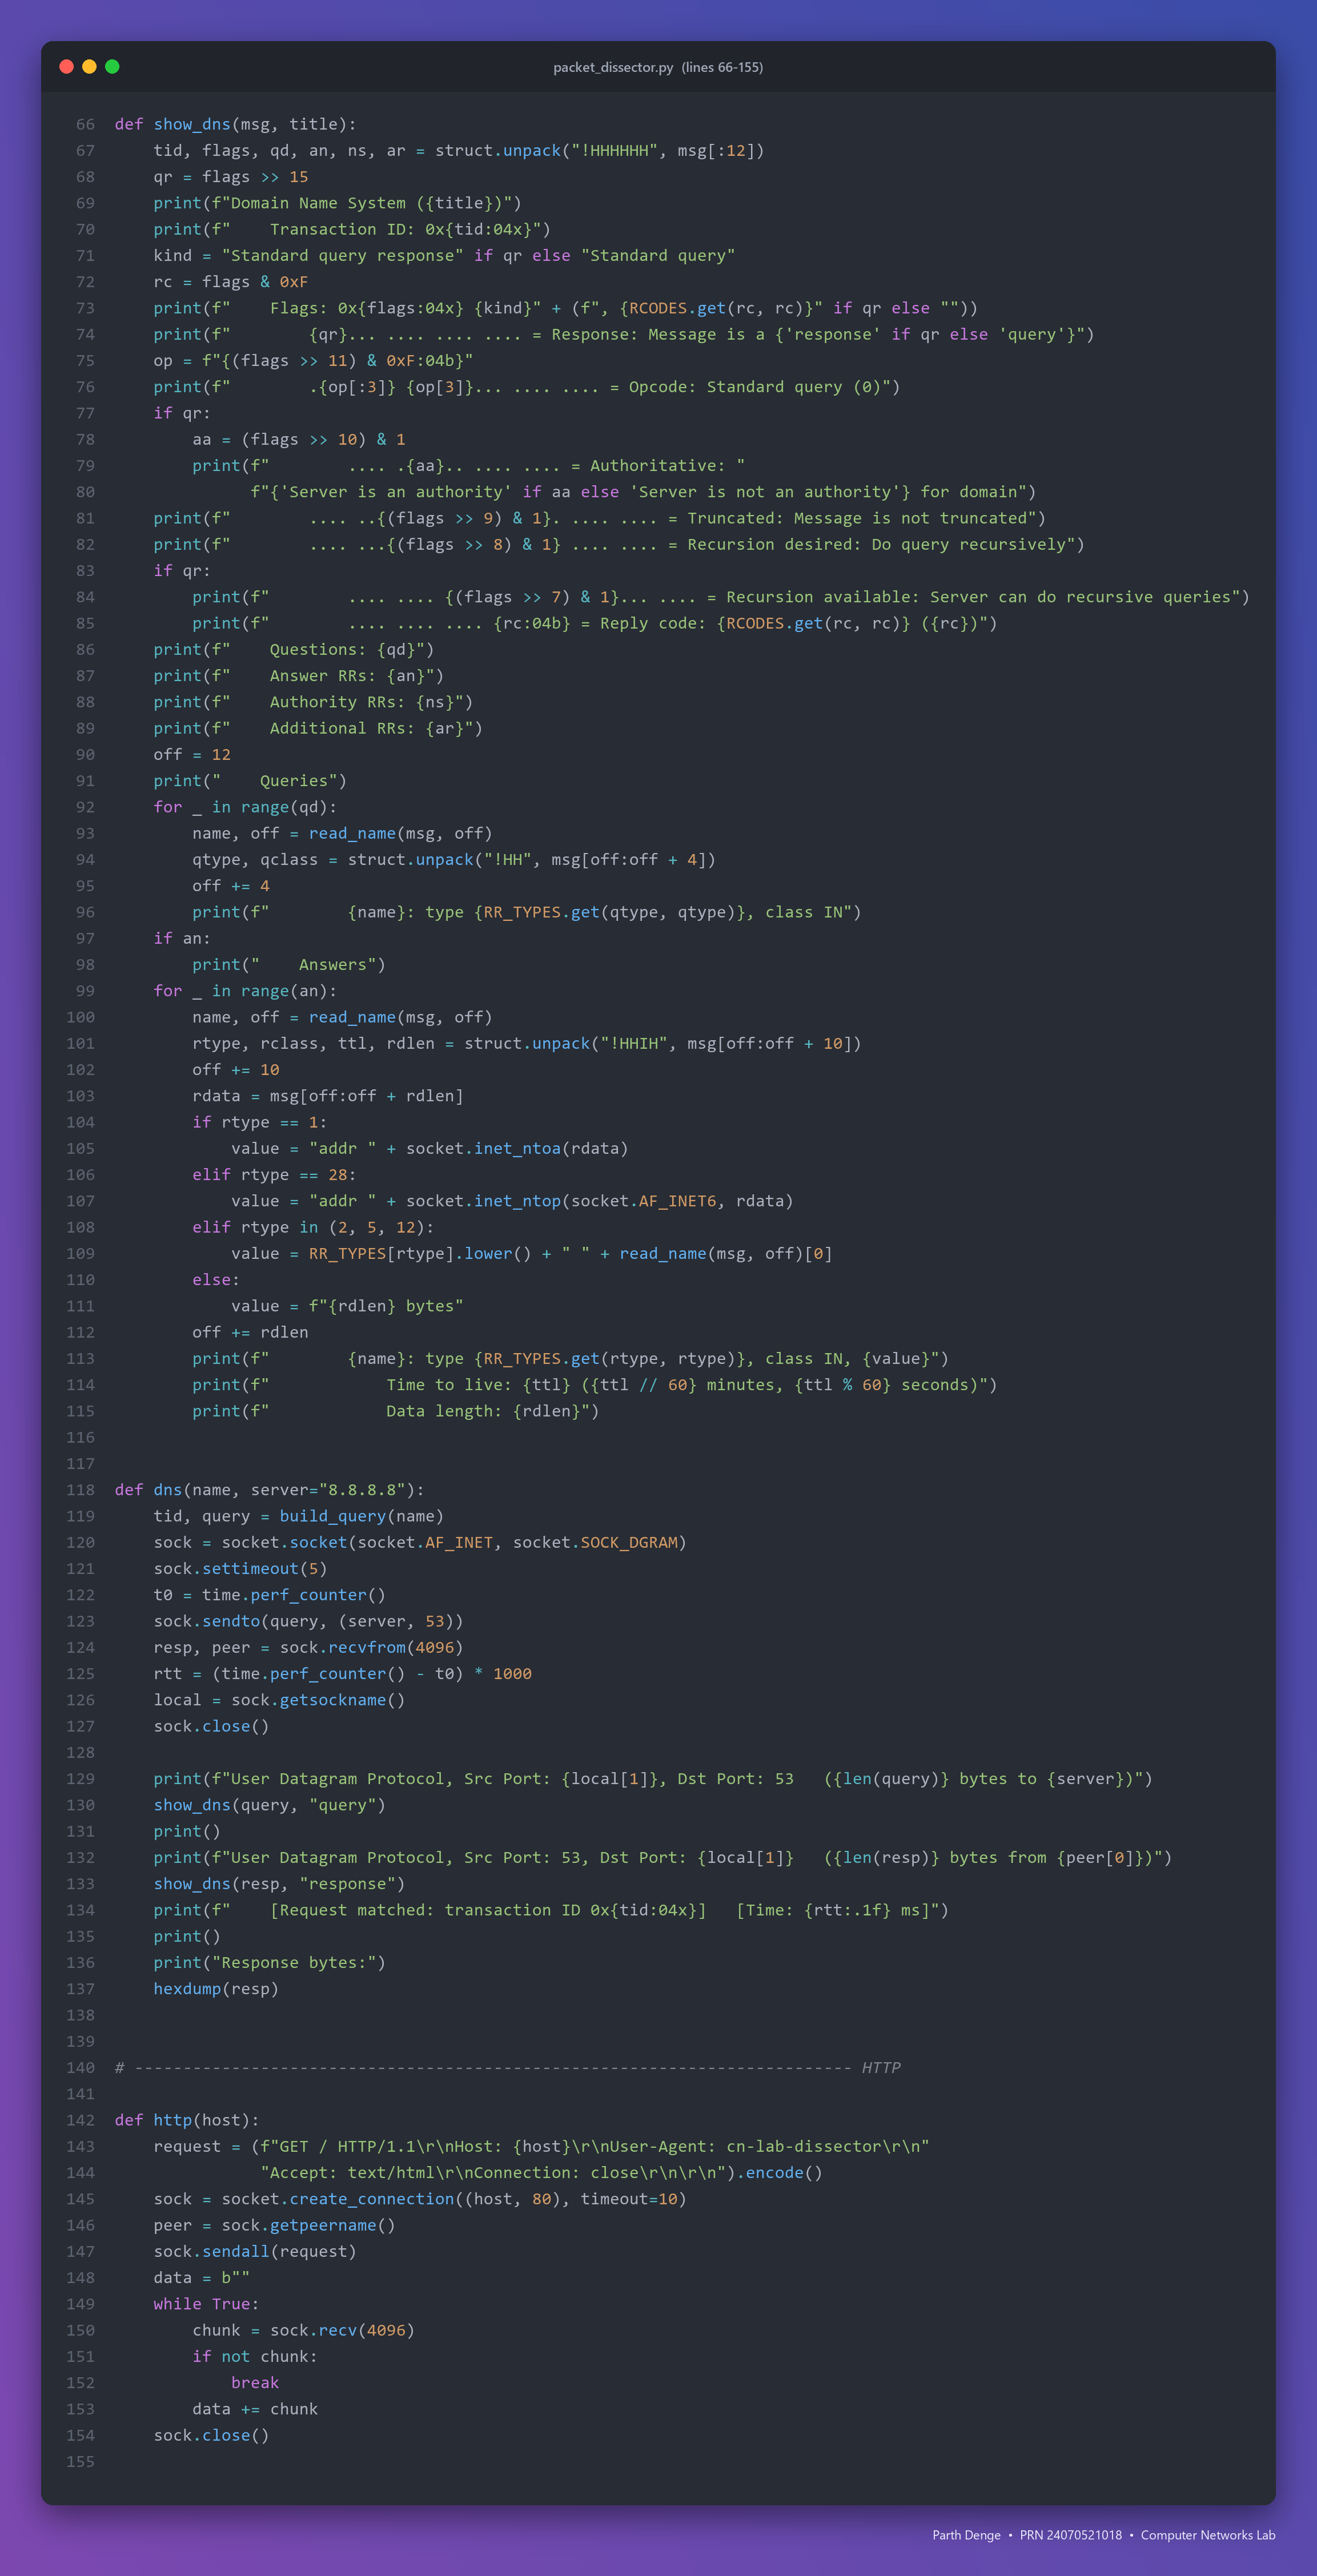 packet_dissector.py  (lines 66-155)
66  def show_dns(msg, title):
67      tid, flags, qd, an, ns, ar = struct.unpack("!HHHHHH", msg[:12])
68      qr = flags >> 15
69      print(f"Domain Name System ({title})")
70      print(f"    Transaction ID: 0x{tid:04x}")
71      kind = "Standard query response" if qr else "Standard query"
72      rc = flags & 0xF
73      print(f"    Flags: 0x{flags:04x} {kind}" + (f", {RCODES.get(rc, rc)}" if qr else ""))
74      print(f"        {qr}... .... .... .... = Response: Message is a {'response' if qr else 'query'}")
75      op = f"{(flags >> 11) & 0xF:04b}"
76      print(f"        .{op[:3]} {op[3]}... .... .... = Opcode: Standard query (0)")
77      if qr:
78          aa = (flags >> 10) & 1
79          print(f"        .... .{aa}.. .... .... = Authoritative: "
80                f"{'Server is an authority' if aa else 'Server is not an authority'} for domain")
81      print(f"        .... ..{(flags >> 9) & 1}. .... .... = Truncated: Message is not truncated")
82      print(f"        .... ...{(flags >> 8) & 1} .... .... = Recursion desired: Do query recursively")
83      if qr:
84          print(f"        .... .... {(flags >> 7) & 1}... .... = Recursion available: Server can do recursive queries")
85          print(f"        .... .... .... {rc:04b} = Reply code: {RCODES.get(rc, rc)} ({rc})")
86      print(f"    Questions: {qd}")
87      print(f"    Answer RRs: {an}")
88      print(f"    Authority RRs: {ns}")
89      print(f"    Additional RRs: {ar}")
90      off = 12
91      print("    Queries")
92      for _ in range(qd):
93          name, off = read_name(msg, off)
94          qtype, qclass = struct.unpack("!HH", msg[off:off + 4])
95          off += 4
96          print(f"        {name}: type {RR_TYPES.get(qtype, qtype)}, class IN")
97      if an:
98          print("    Answers")
99      for _ in range(an):
100         name, off = read_name(msg, off)
101         rtype, rclass, ttl, rdlen = struct.unpack("!HHIH", msg[off:off + 10])
102         off += 10
103         rdata = msg[off:off + rdlen]
104         if rtype == 1:
105             value = "addr " + socket.inet_ntoa(rdata)
106         elif rtype == 28:
107             value = "addr " + socket.inet_ntop(socket.AF_INET6, rdata)
108         elif rtype in (2, 5, 12):
109             value = RR_TYPES[rtype].lower() + " " + read_name(msg, off)[0]
110         else:
111             value = f"{rdlen} bytes"
112         off += rdlen
113         print(f"        {name}: type {RR_TYPES.get(rtype, rtype)}, class IN, {value}")
114         print(f"            Time to live: {ttl} ({ttl // 60} minutes, {ttl % 60} seconds)")
115         print(f"            Data length: {rdlen}")
116
117
118 def dns(name, server="8.8.8.8"):
119     tid, query = build_query(name)
120     sock = socket.socket(socket.AF_INET, socket.SOCK_DGRAM)
121     sock.settimeout(5)
122     t0 = time.perf_counter()
123     sock.sendto(query, (server, 53))
124     resp, peer = sock.recvfrom(4096)
125     rtt = (time.perf_counter() - t0) * 1000
126     local = sock.getsockname()
127     sock.close()
128
129     print(f"User Datagram Protocol, Src Port: {local[1]}, Dst Port: 53   ({len(query)} bytes to {server})")
130     show_dns(query, "query")
131     print()
132     print(f"User Datagram Protocol, Src Port: 53, Dst Port: {local[1]}   ({len(resp)} bytes from {peer[0]})")
133     show_dns(resp, "response")
134     print(f"    [Request matched: transaction ID 0x{tid:04x}]   [Time: {rtt:.1f} ms]")
135     print()
136     print("Response bytes:")
137     hexdump(resp)
138
139
140 # -------------------------------------------------------------------------- HTTP
141
142 def http(host):
143     request = (f"GET / HTTP/1.1\r\nHost: {host}\r\nUser-Agent: cn-lab-dissector\r\n"
144                "Accept: text/html\r\nConnection: close\r\n\r\n").encode()
145     sock = socket.create_connection((host, 80), timeout=10)
146     peer = sock.getpeername()
147     sock.sendall(request)
148     data = b""
149     while True:
150         chunk = sock.recv(4096)
151         if not chunk:
152             break
153         data += chunk
154     sock.close()
155
Parth Denge  •  PRN 24070521018  •  Computer Networks Lab